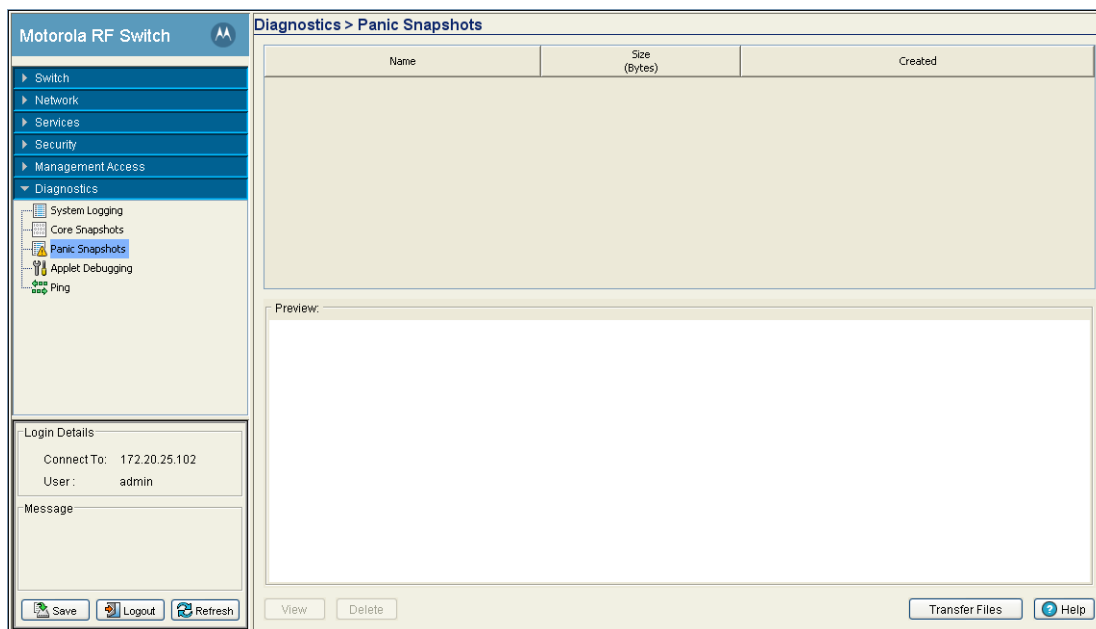 Motorola RF Switch
Switch
Network
Services
Security
Management Access
Diagnostics
System Logging
Core Snapshots
Panic Snapshots
Applet Debugging
Ping
Login Details
Connect To: 172.20.25.102
User : admin
Message
Save Logout Refresh
Diagnostics > Panic Snapshots
Name Size (Bytes) Created
Preview:
View Delete Transfer Files Help